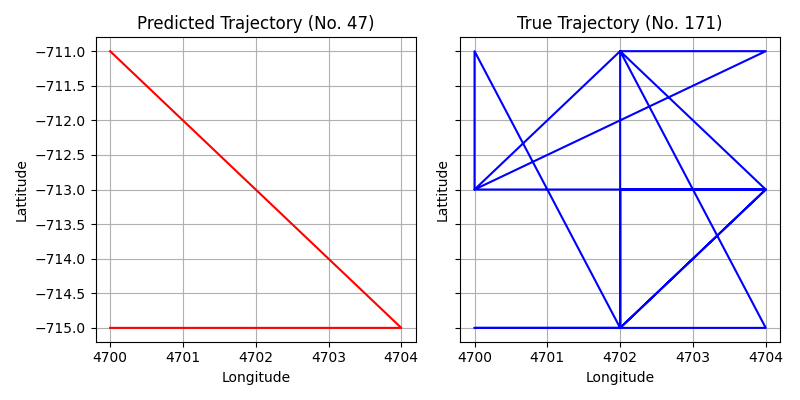 Predicted Trajectory (No. 47)
−711.0
−711.5
−712.0
−712.5
−713.0
−713.5
−714.0
−714.5
−715.0
Lattitude
4700 4701 4702 4703 4704
Longitude
True Trajectory (No. 171)
Lattitude
4700 4701 4702 4703 4704
Longitude